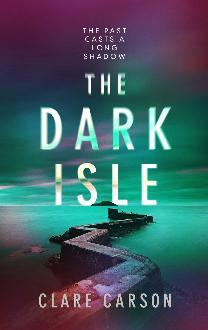 THE PAST
CASTS A
LONG
SHADOW
THE
DARK
ISLE
CLARE CARSON